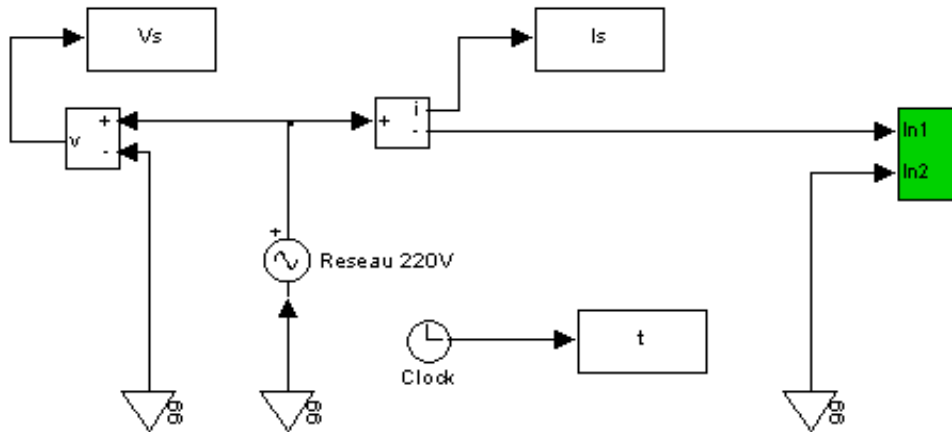 Vs
Is
+
-
v
+
i
-
In1
In2
+
Reseau 220V
t
Clock